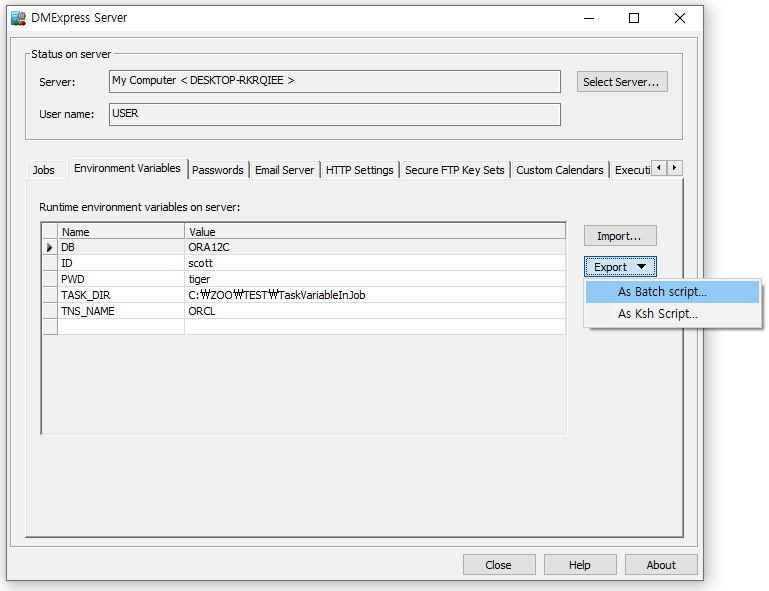 DMExpress Server
Status on server
Server: My Computer < DESKTOP-RKRQIEE > Select Server...
User name: USER
Jobs Environment Variables Passwords Email Server HTTP Settings Secure FTP Key Sets Custom Calendars Executi
Runtime environment variables on server:
Name Value
DB ORA12C
ID scott
PWD tiger
TASK_DIR C:₩ZOO₩TEST₩TaskVariableInJob
TNS_NAME ORCL
Import...
Export
As Batch script...
As Ksh Script...
Close Help About